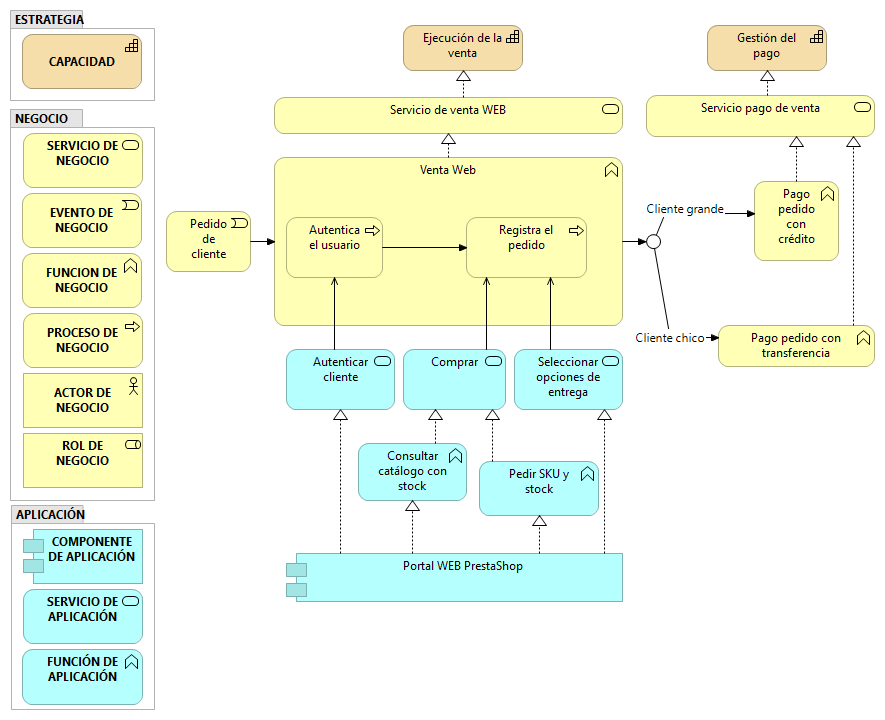 ESTRATEGIA
CAPACIDAD
NEGOCIO
SERVICIO DE
NEGOCIO
EVENTO DE
NEGOCIO
FUNCION DE
NEGOCIO
PROCESO DE
NEGOCIO
ACTOR DE
NEGOCIO
ROL DE
NEGOCIO
APLICACIÓN
COMPONENTE
DE APLICACIÓN
SERVICIO DE
APLICACIÓN
FUNCIÓN DE
APLICACIÓN
Ejecución de la
venta
Gestión del
pago
Servicio de venta WEB
Servicio pago de venta
Venta Web
Pedido
de
cliente
Autentica
el usuario
Registra el
pedido
Cliente grande
Pago
pedido
con
crédito
Cliente chico
Pago pedido con
transferencia
Autenticar
cliente
Comprar
Seleccionar
opciones de
entrega
Consultar
catálogo con
stock
Pedir SKU y
stock
Portal WEB PrestaShop